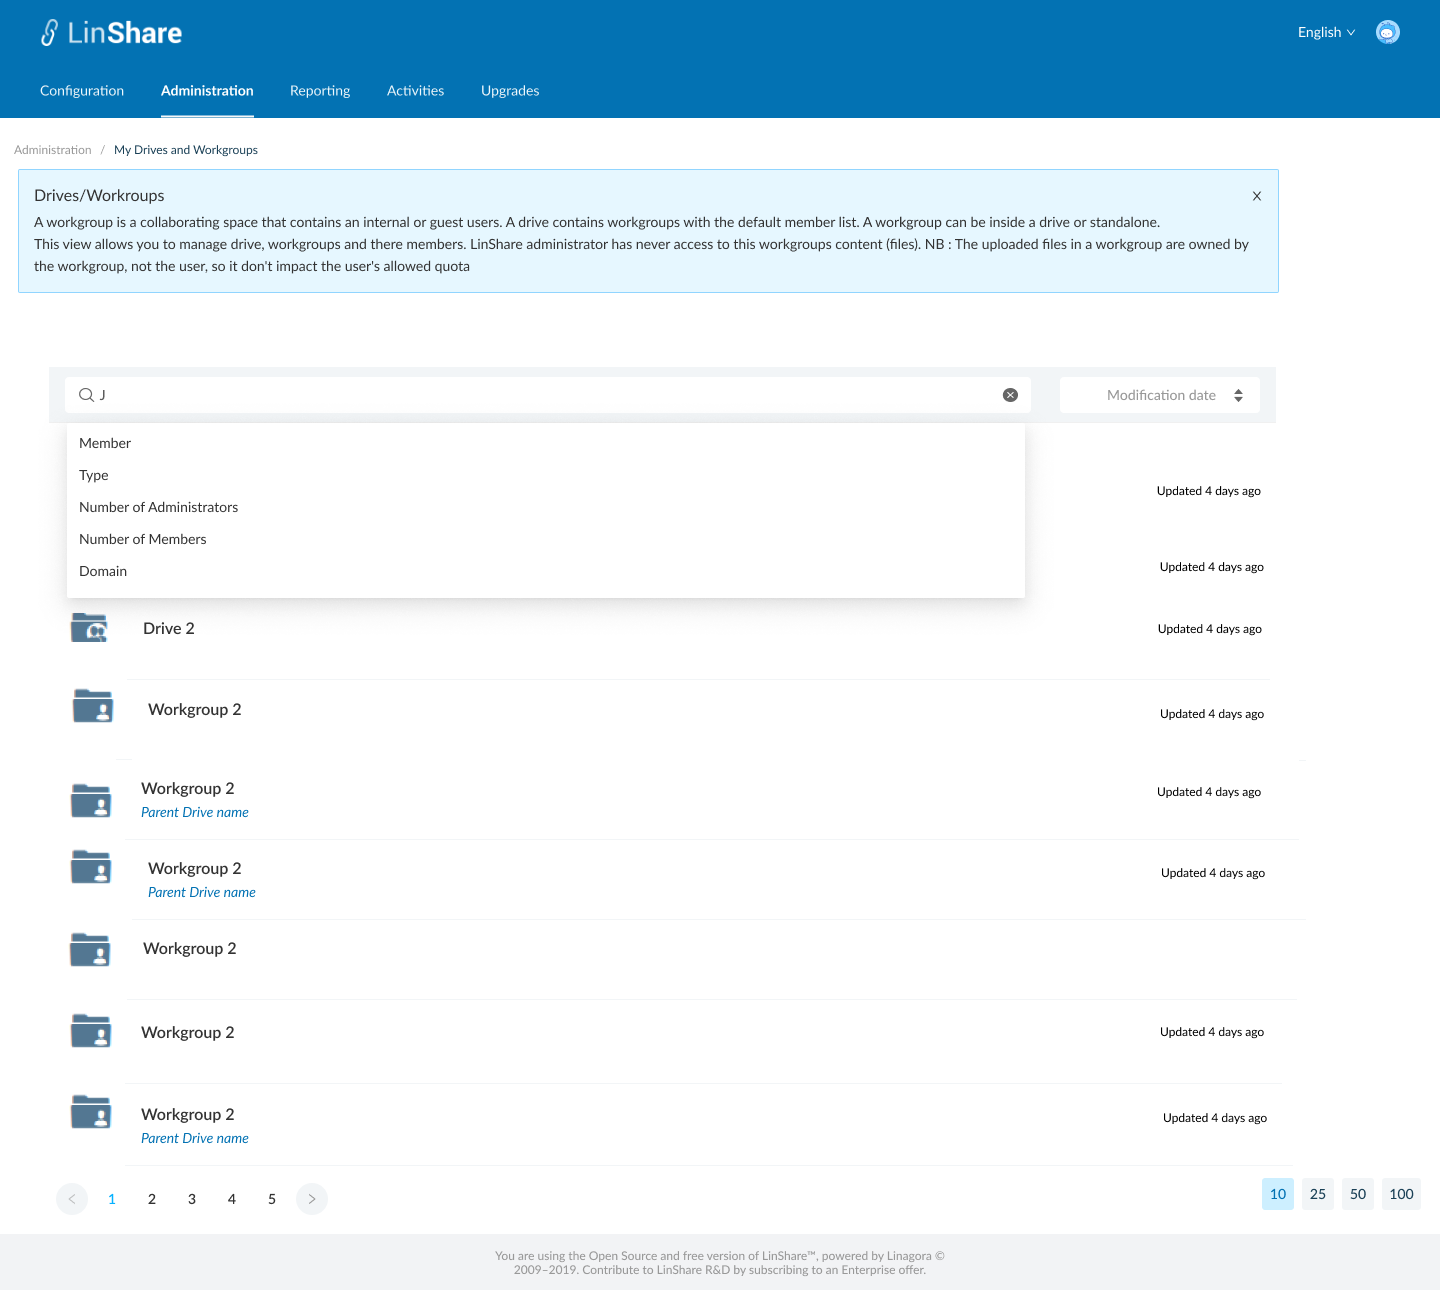 LinShare
English
Configuration
Administration
Reporting
Activities
Upgrades
Administration / My Drives and Workgroups
Drives/Workroups
A workgroup is a collaborating space that contains an internal or guest users. A drive contains workgroups with the default member list. A workgroup can be inside a drive or standalone.
This view allows you to manage drive, workgroups and there members. LinShare administrator has never access to this workgroups content (files). NB : The uploaded files in a workgroup are owned by
the workgroup, not the user, so it don't impact the user's allowed quota
J
Modification date
Member
Type
Number of Administrators
Number of Members
Domain
Updated 4 days ago
Updated 4 days ago
Drive 2
Updated 4 days ago
Workgroup 2
Updated 4 days ago
Workgroup 2
Parent Drive name
Updated 4 days ago
Workgroup 2
Parent Drive name
Updated 4 days ago
Workgroup 2
Workgroup 2
Updated 4 days ago
Workgroup 2
Parent Drive name
Updated 4 days ago
1 2 3 4 5
10 25 50 100
You are using the Open Source and free version of LinShare™, powered by Linagora ©
2009–2019. Contribute to LinShare R&D by subscribing to an Enterprise offer.